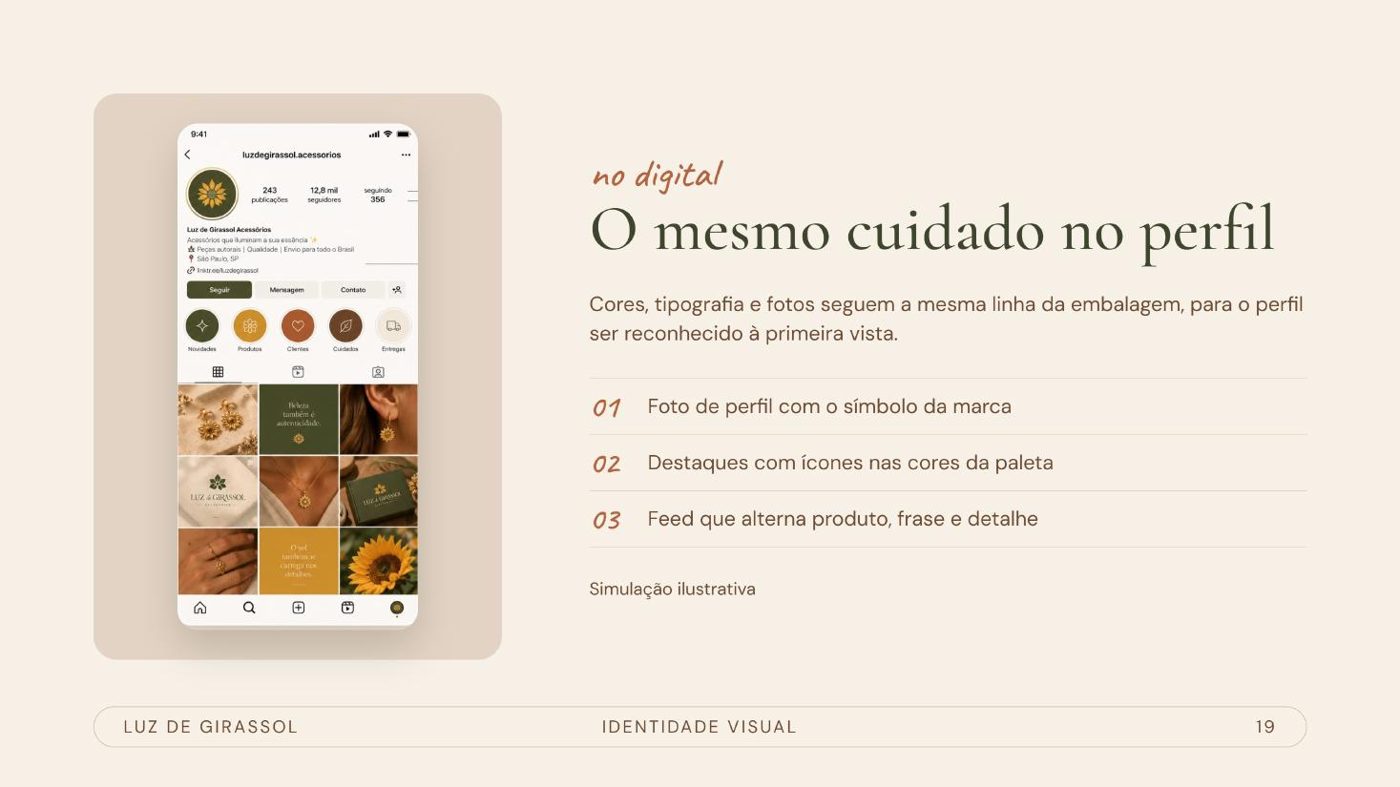 9:41
luzdegirassol.acessorios
243
publicações
12,8 mil
seguidores
seguindo
356
Luz de Girassol Acessórios
Acessórios que iluminam a sua essência
Peças autorais | Qualidade | Envio para todo o Brasil
São Paulo, SP
linktr.ee/luzdegirassol
Seguir
Mensagem
Contato
Novidades
Produtos
Clientes
Cuidados
Entregas
Beleza
também é
autenticidade.
LUZ de GIRASSOL
LUZ de GIRASSOL
O sol
também se
carrega nos
detalhes.
no digital
O mesmo cuidado no perfil
Cores, tipografia e fotos seguem a mesma linha da embalagem, para o perfil
ser reconhecido à primeira vista.
01 Foto de perfil com o símbolo da marca
02 Destaques com ícones nas cores da paleta
03 Feed que alterna produto, frase e detalhe
Simulação ilustrativa
LUZ DE GIRASSOL IDENTIDADE VISUAL 19